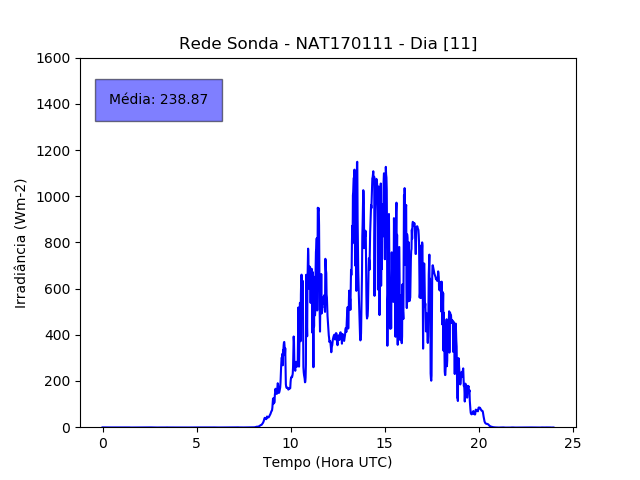 Rede Sonda - NAT170111 - Dia [11]
1600
1400
1200
1000
800
600
400
200
0
Média: 238.87
Irradiância (Wm-2)
0 5 10 15 20 25
Tempo (Hora UTC)